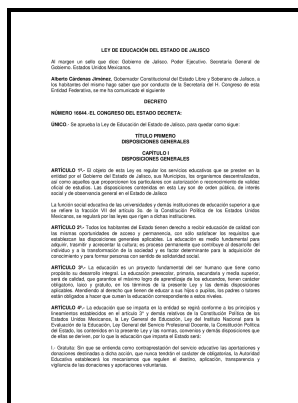 LEY DE EDUCACIÓN DEL ESTADO DE JALISCO
Al margen un sello que dice: Gobierno de Jalisco. Poder Ejecutivo. Secretaría General de
Gobierno. Estados Unidos Mexicanos.
Alberto Cárdenas Jiménez, Gobernador Constitucional del Estado Libre y Soberano de Jalisco, a
los habitantes del mismo hago saber que por conducto de la Secretaría del H. Congreso de esta
Entidad Federativa, se me ha comunicado el siguiente
DECRETO
NÚMERO 16644.-EL CONGRESO DEL ESTADO DECRETA:
ÚNICO.- Se aprueba la Ley de Educación del Estado de Jalisco, para quedar como sigue:
TÍTULO PRIMERO
DISPOSICIONES GENERALES
CAPÍTULO I
DISPOSICIONES GENERALES
ARTÍCULO 1º.- El objeto de esta Ley es regular los servicios educativos que se presten en la
entidad por el Gobierno del Estado de Jalisco, sus Municipios, los organismos descentralizados,
así como aquellos que proporcionen los particulares con autorización o reconocimiento de validez
oficial de estudios. Las disposiciones contenidas en esta Ley son de orden público, de interés
social y de observancia general en el Estado de Jalisco.
La función social educativa de las universidades y demás instituciones de educación superior a que
se refiere la fracción VII del artículo 3o. de la Constitución Política de los Estados Unidos
Mexicanos, se regulará por las leyes que rigen a dichas instituciones.
ARTÍCULO 2º.- Todos los habitantes del Estado tienen derecho a recibir educación de calidad con
las mismas oportunidades de acceso y permanencia, con sólo satisfacer los requisitos que
establezcan las disposiciones generales aplicables. La educación es medio fundamental para
adquirir, trasmitir y acrecentar la cultura; es proceso permanente que contribuye al desarrollo del
individuo y a la transformación de la sociedad y es factor determinante para la adquisición de
conocimiento y para formar personas con sentido de solidaridad social.
ARTÍCULO 3º.- La educación es un proyecto fundamental del ser humano que tiene como
propósito su desarrollo integral. La educación preescolar, primaria, secundaria y media superior,
será de calidad, que garantice el máximo logro de aprendizaje de los educandos, tienen carácter
obligatorio, laico y gratuito, en los términos de la presente Ley y las demás disposiciones
aplicables. Atendiendo al derecho que tienen de educar a sus hijos o pupilos, los padres o tutores
están obligados a hacer que cursen la educación correspondiente a estos niveles.
ARTÍCULO 4º.- La educación que se imparta en la entidad se regirá conforme a los principios y
lineamientos establecidos en el artículo 3° y demás relativos de la Constitución Política de los
Estados Unidos Mexicanos, la Ley General de Educación, Ley del Instituto Nacional para la
Evaluación de la Educación, Ley General del Servicio Profesional Docente, la Constitución Política
del Estado, los contenidos en la presente Ley y las normas, convenios y demás disposiciones que
de ellas se deriven, por lo que la educación que imparta el Estado será:
I.- Gratuita: Sin que se entienda como contraprestación del servicio educativo las aportaciones y
donaciones destinadas a dicha acción, que nunca tendrán el carácter de obligatorios, la Autoridad
Educativa establecerá los mecanismos que regulen el destino, aplicación, transparencia y
vigilancia de las donaciones y aportaciones voluntarias.